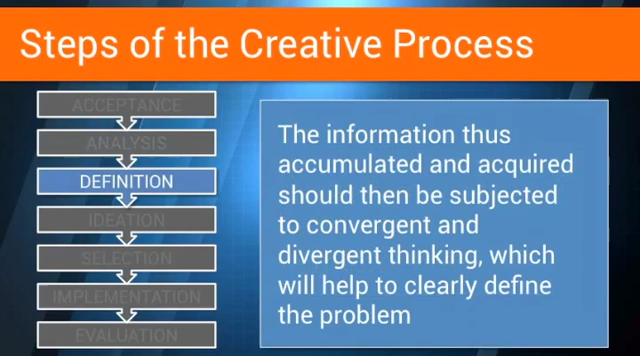 Steps of the Creative Process
ACCEPTANCE
ANALYSIS
DEFINITION
IDEATION
SELECTION
IMPLEMENTATION
EVALUATION
The information thus
accumulated and acquired
should then be subjected
to convergent and
divergent thinking, which
will help to clearly define
the problem